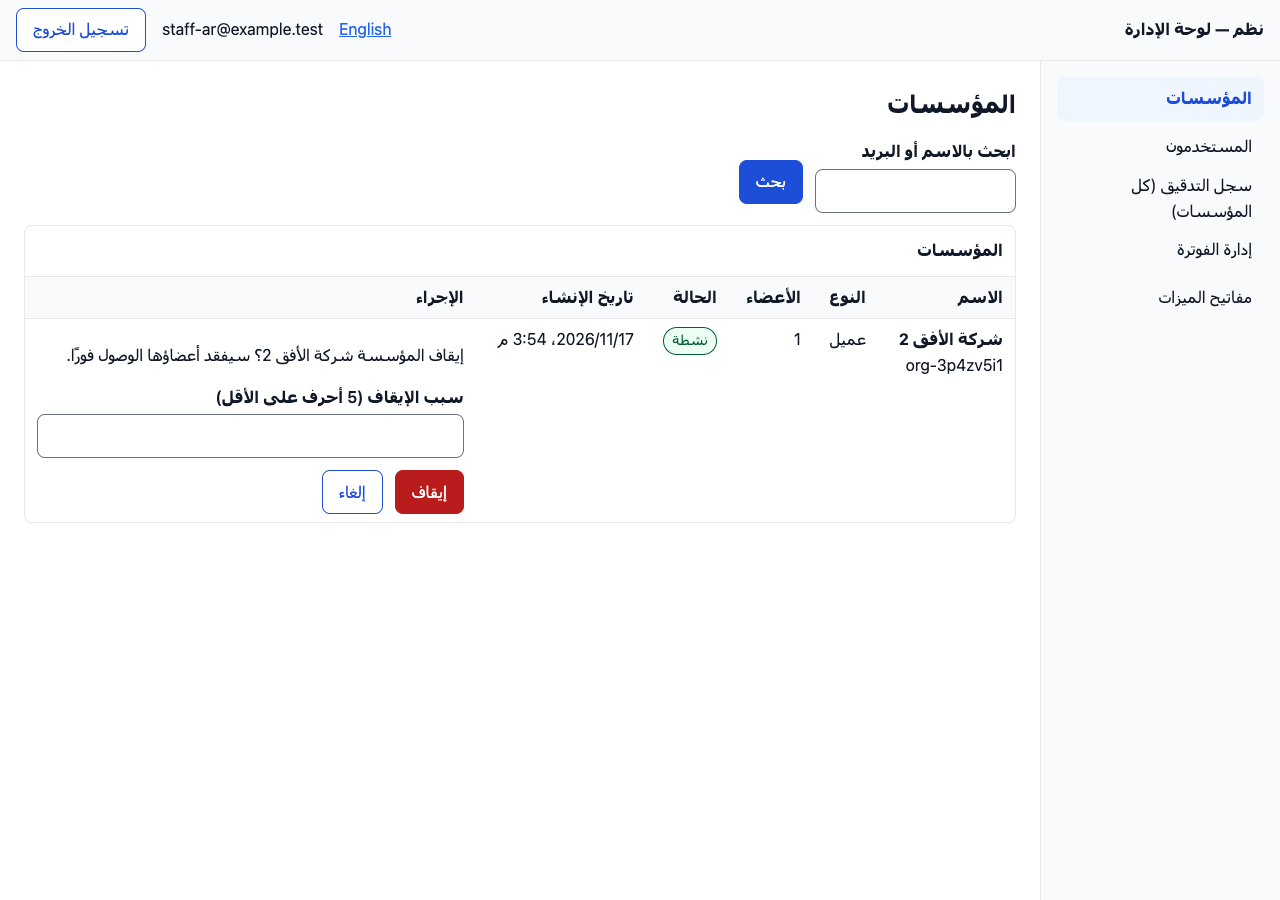 نظم — لوحة الإدارة
English
staff-ar@example.test
تسجيل الخروج
المؤسسات
المستخدمون
سجل التدقيق (كل
المؤسسات)
إدارة الفوترة
مفاتيح الميزات
المؤسسات
ابحث بالاسم أو البريد
بحث
المؤسسات
الاسم
النوع
الأعضاء
الحالة
تاريخ الإنشاء
الإجراء
شركة الأفق 2
org-3p4zv5i1
عميل
1
نشطة
2026/11/17، 3:54 م
إيقاف المؤسسة شركة الأفق 2؟ سيفقد أعضاؤها الوصول فورًا.
سبب الإيقاف (5 أحرف على الأقل)
إيقاف
إلغاء